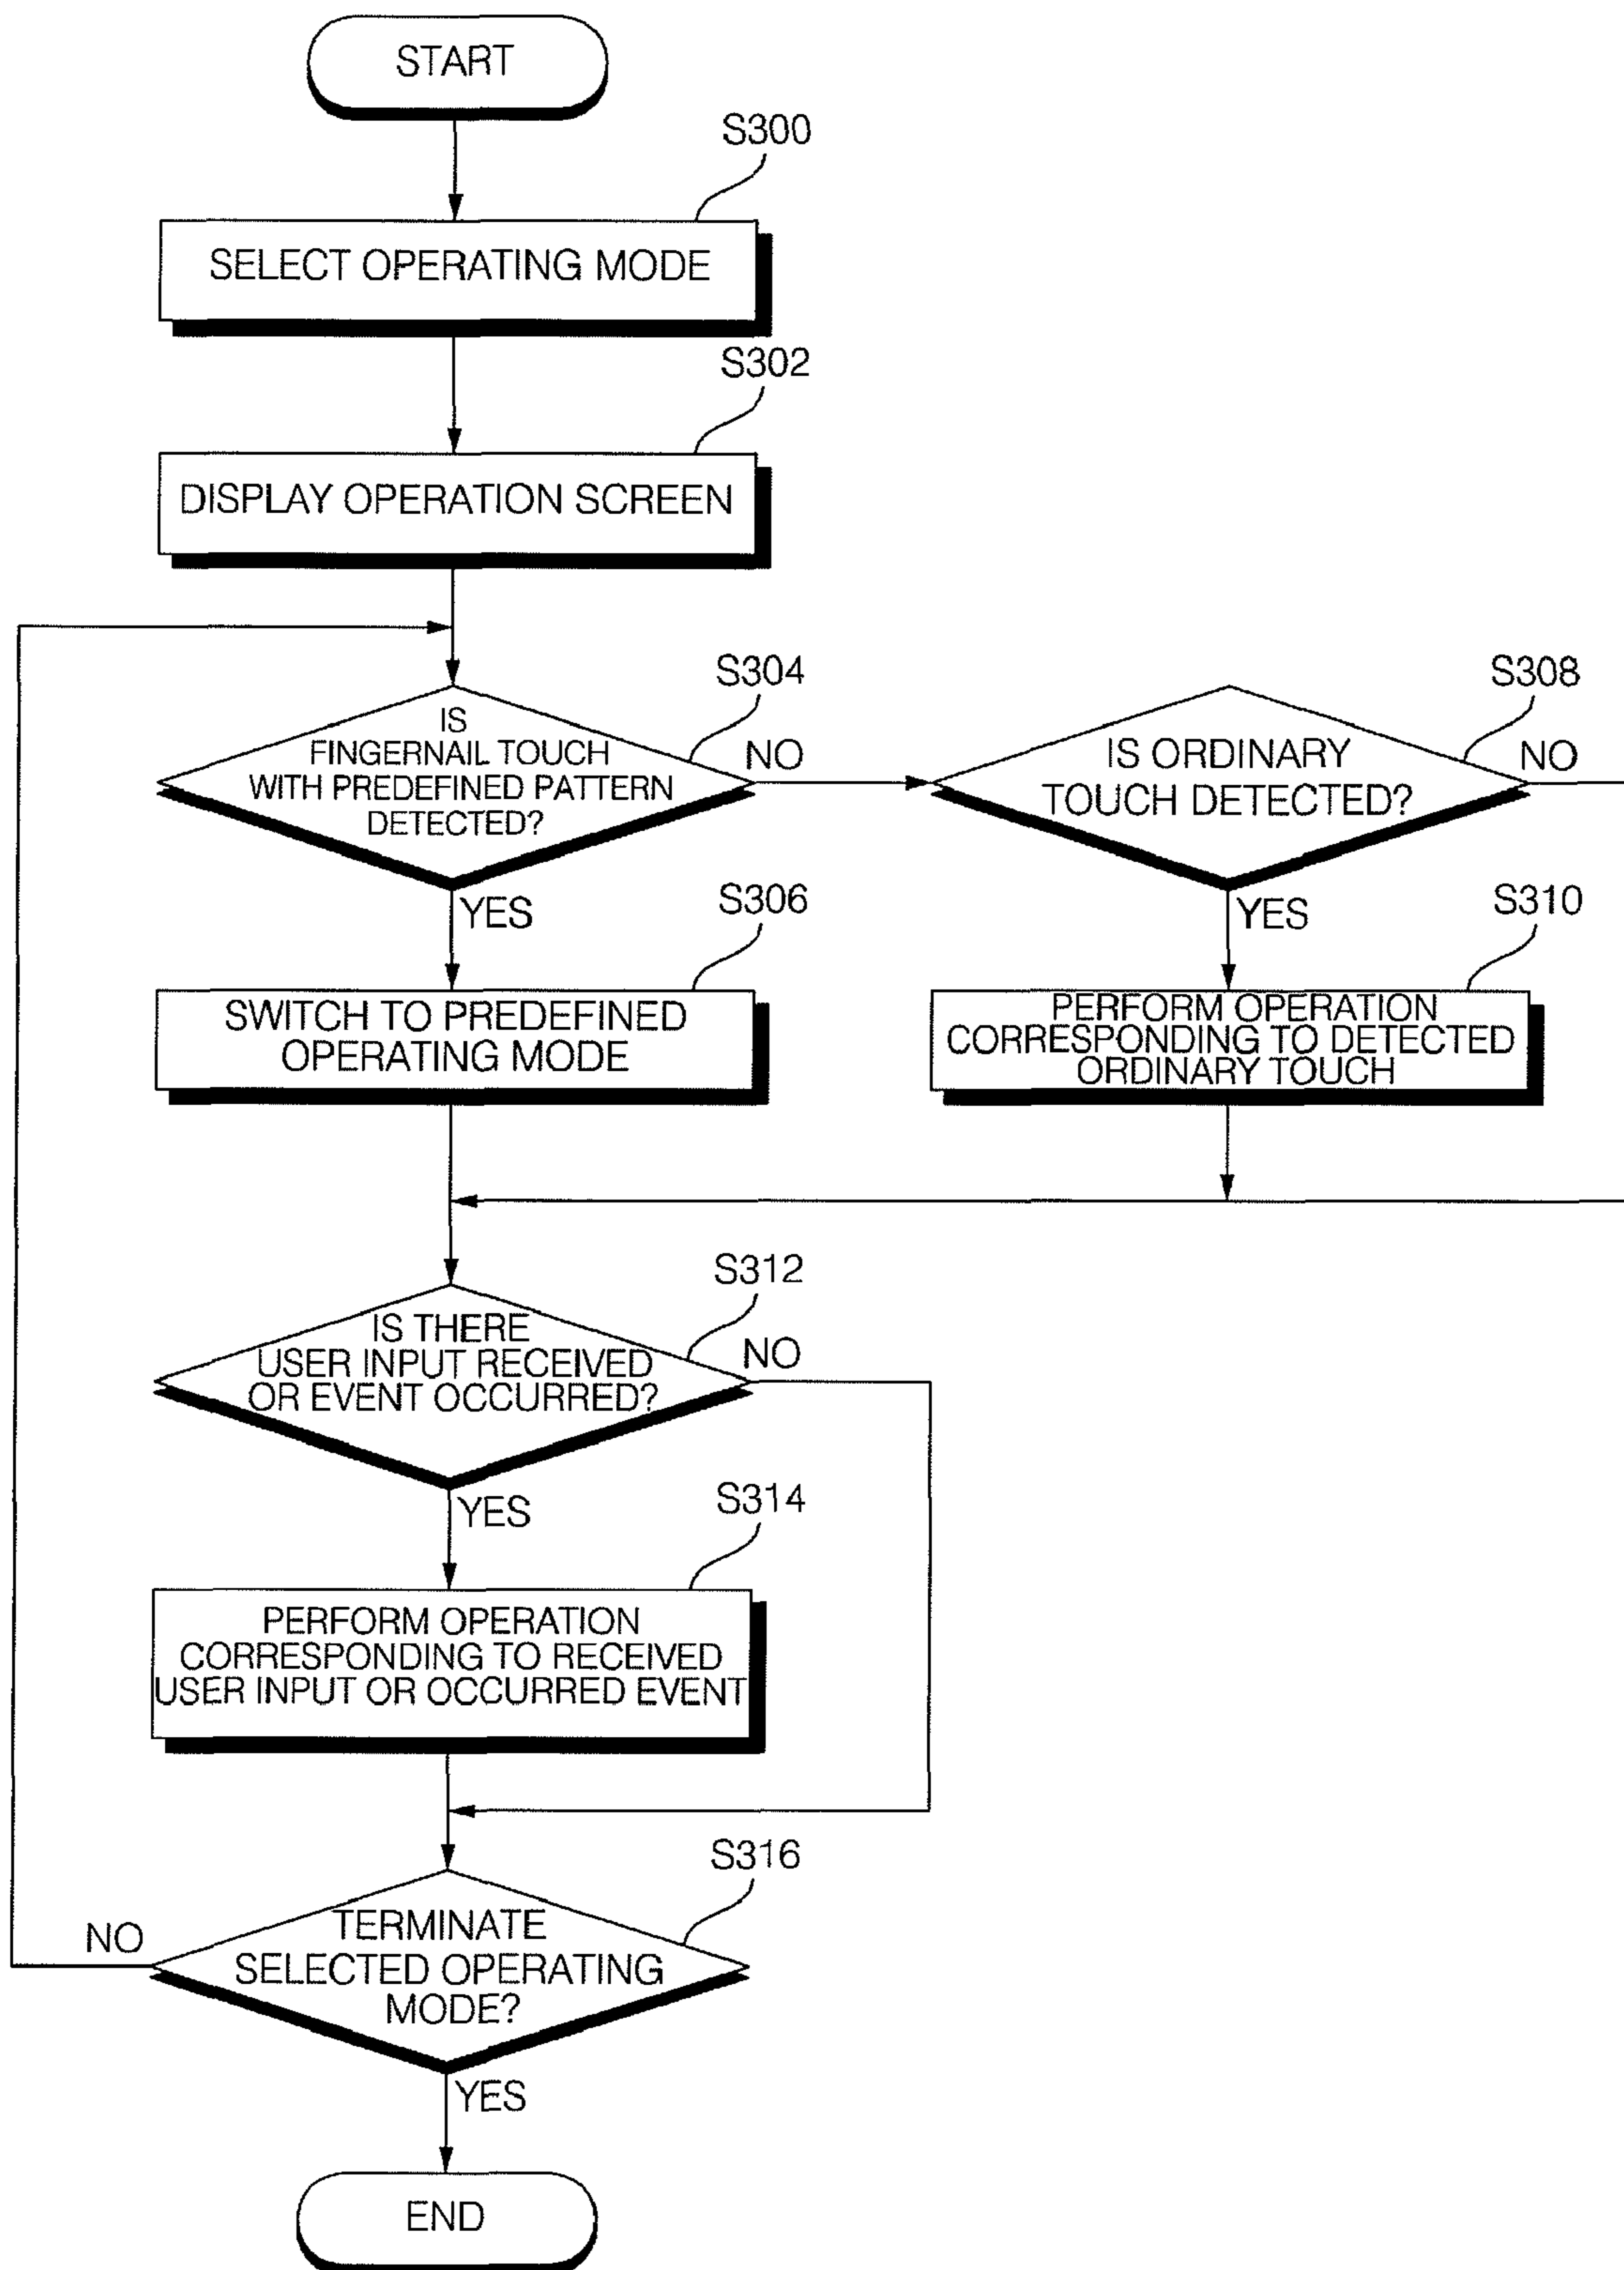 START
S300
SELECT OPERATING MODE
S302
DISPLAY OPERATION SCREEN
S304
IS
FINGERNAIL TOUCH
WITH PREDEFINED PATTERN
DETECTED?
NO
YES
S308
IS ORDINARY
TOUCH DETECTED?
NO
YES
S306
SWITCH TO PREDEFINED
OPERATING MODE
S310
PERFORM OPERATION
CORRESPONDING TO DETECTED
ORDINARY TOUCH
S312
IS THERE
USER INPUT RECEIVED
OR EVENT OCCURRED?
NO
YES
S314
PERFORM OPERATION
CORRESPONDING TO RECEIVED
USER INPUT OR OCCURRED EVENT
S316
TERMINATE
SELECTED OPERATING
MODE?
NO
YES
END